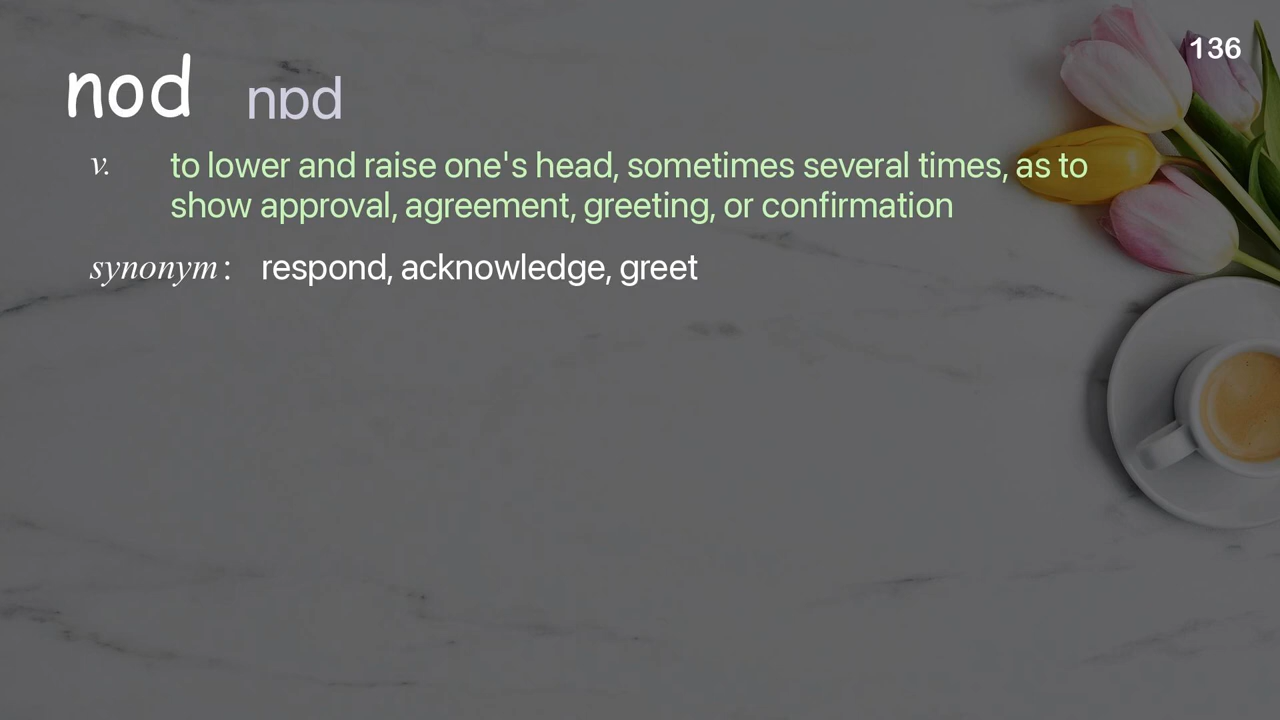 136
nod nɒd
v. to lower and raise one's head, sometimes several times, as to
show approval, agreement, greeting, or confirmation
synonym: respond, acknowledge, greet